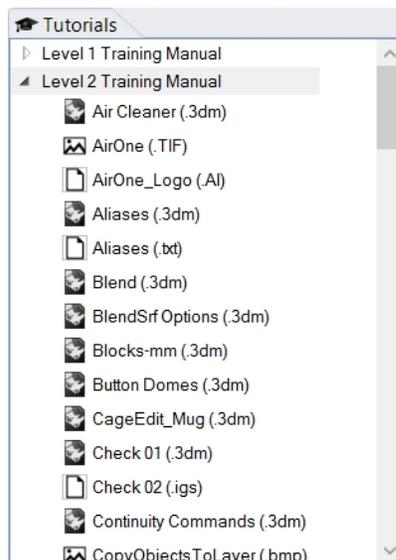 Tutorials
Level 1 Training Manual
Level 2 Training Manual
Air Cleaner (.3dm)
AirOne (.TIF)
AirOne_Logo (.AI)
Aliases (.3dm)
Aliases (.txt)
Blend (.3dm)
BlendSrf Options (.3dm)
Blocks-mm (.3dm)
Button Domes (.3dm)
CageEdit_Mug (.3dm)
Check 01 (.3dm)
Check 02 (.igs)
Continuity Commands (.3dm)
CopyObjectsToLayer (.bmp)